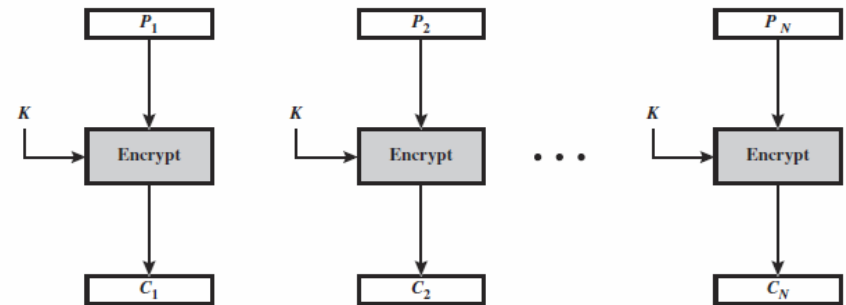 P1 P2 PN
K K K
Encrypt Encrypt • • • Encrypt
C1 C2 CN